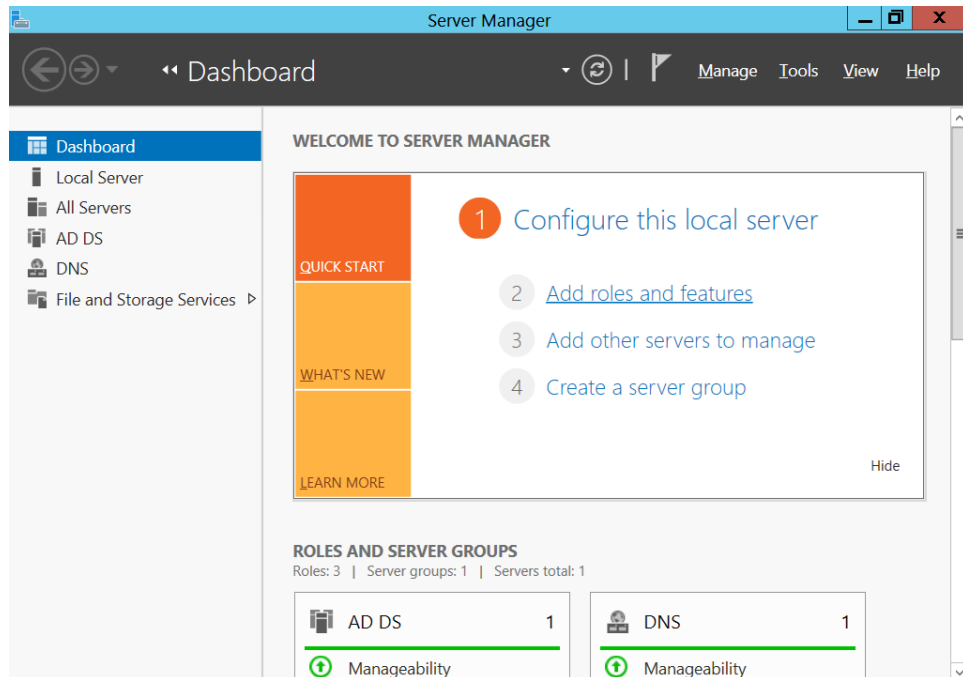 Server Manager
Dashboard
Manage Tools View Help
Dashboard
Local Server
All Servers
AD DS
DNS
File and Storage Services
WELCOME TO SERVER MANAGER
QUICK START
WHAT'S NEW
LEARN MORE
1 Configure this local server
2 Add roles and features
3 Add other servers to manage
4 Create a server group
Hide
ROLES AND SERVER GROUPS
Roles: 3 | Server groups: 1 | Servers total: 1
AD DS 1
Manageability
DNS 1
Manageability